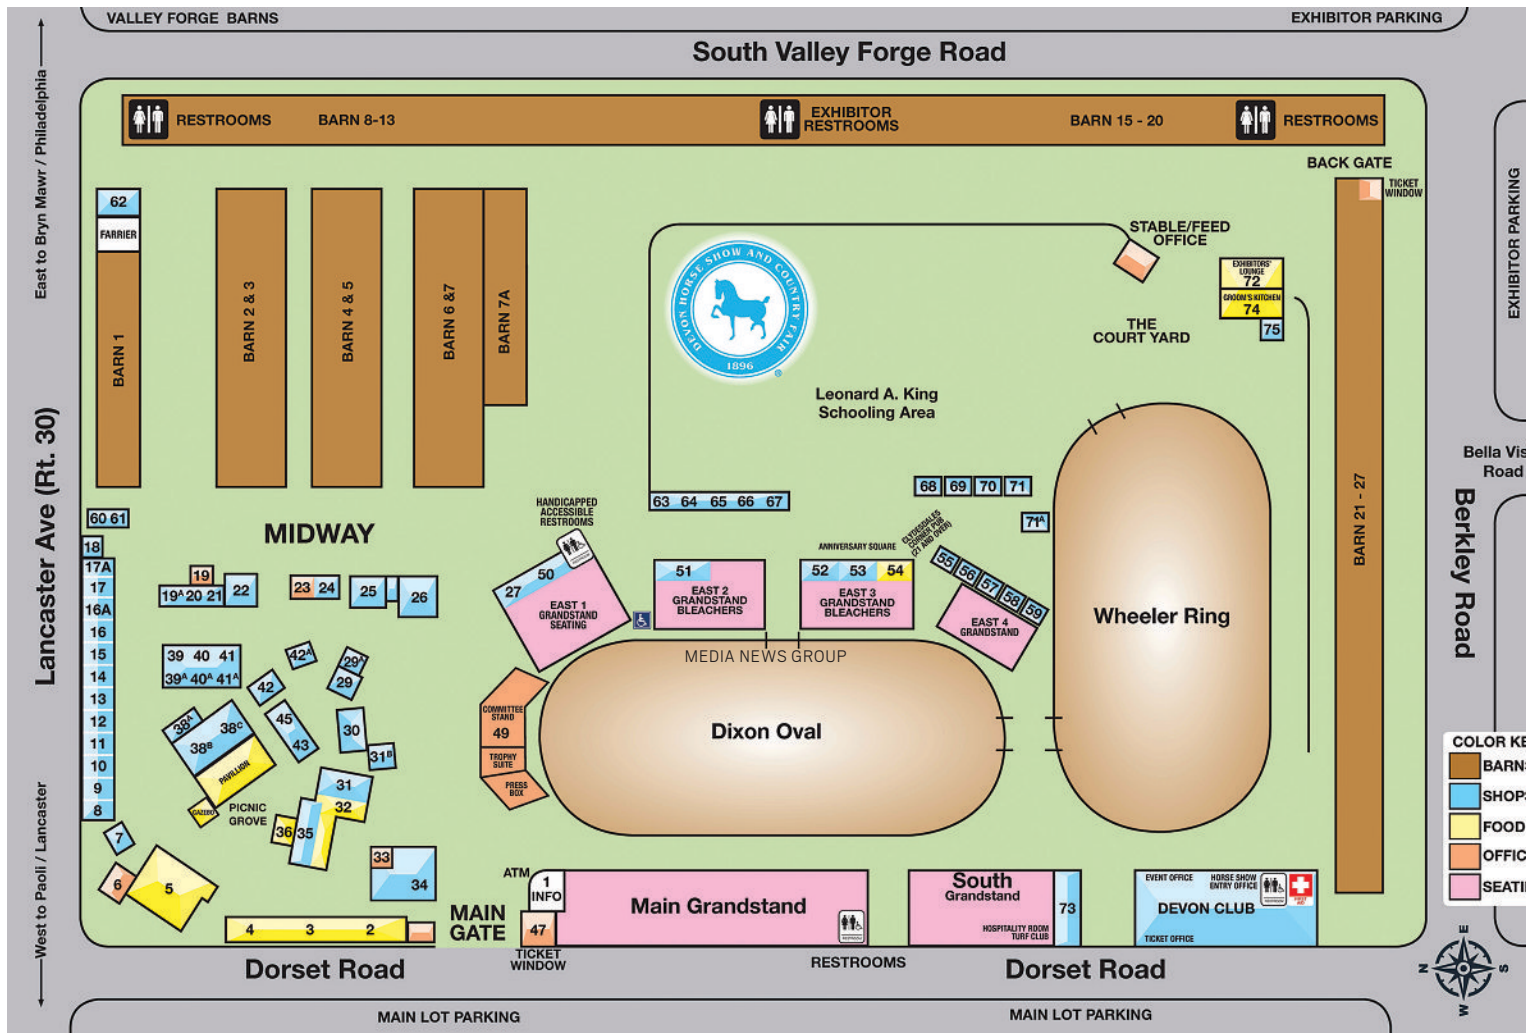 VALLEY FORGE BARNS
EXHIBITOR PARKING
South Valley Forge Road
East to Bryn Mawr / Philadelphia
RESTROOMS
BARN 8-13
EXHIBITOR
RESTROOMS
BARN 15 - 20
RESTROOMS
BACK GATE
TICKET
WINDOW
EXHIBITOR PARKING
62
FARRIER
BARN 1
BARN 2 & 3
BARN 4 & 5
BARN 6 &7
BARN 7A
DEVON HORSE SHOW AND COUNTRY FAIR
1896
®
STABLE/FEED
OFFICE
EXHIBITORS'
LOUNGE
72
GROOM'S KITCHEN
74
75
THE
COURT YARD
Leonard A. King
Schooling Area
Lancaster Ave (Rt. 30)
Bella Vis
Road
Berkley Road
BARN 21 - 27
60 61
MIDWAY
HANDICAPPED
ACCESSIBLE
RESTROOMS
63 64 65 66 67
68 69 70 71
71A
18
17A
17
16A
16
15
14
13
12
11
10
9
8
7
19
19A 20 21
22
23 24
25
26
27
50
EAST 1
GRANDSTAND
SEATING
51
EAST 2
GRANDSTAND
BLEACHERS
ANNIVERSARY SQUARE
52 53 54
EAST 3
GRANDSTAND
BLEACHERS
CLYDESDALES
CORNER PUB
(21 AND OVER)
55 56 57 58 59
EAST 4
GRANDSTAND
Wheeler Ring
MEDIA NEWS GROUP
Dixon Oval
39 40 41
39A 40A 41A
42A
42
29A
29
38A
38B
38C
PAVILLION
GAZEBO
PICNIC
GROVE
45
43
30
31B
31
32
36
35
33
34
COMMITTEE
STAND
49
TROPHY
SUITE
PRESS
BOX
West to Paoli / Lancaster
6
5
4 3 2
MAIN
GATE
ATM
1
INFO
47
TICKET
WINDOW
Main Grandstand
RESTROOMS
South
Grandstand
HOSPITALITY ROOM
TURF CLUB
73
EVENT OFFICE
HORSE SHOW
ENTRY OFFICE
FIRST
AID
DEVON CLUB
TICKET OFFICE
COLOR KE
BARNS
SHOPS
FOOD
OFFIC
SEATI
Dorset Road
Dorset Road
MAIN LOT PARKING
MAIN LOT PARKING
N
E
S
W